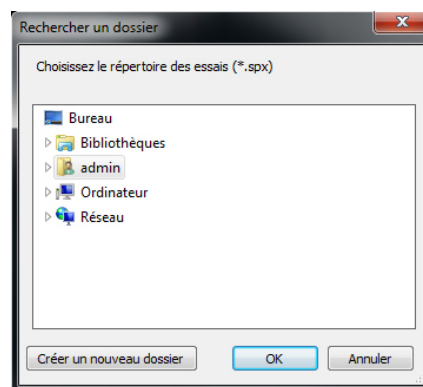 Rechercher un dossier
Choisissez le répertoire des essais (*.spx)
Bureau
Bibliothèques
admin
Ordinateur
Réseau
Créer un nouveau dossier OK Annuler